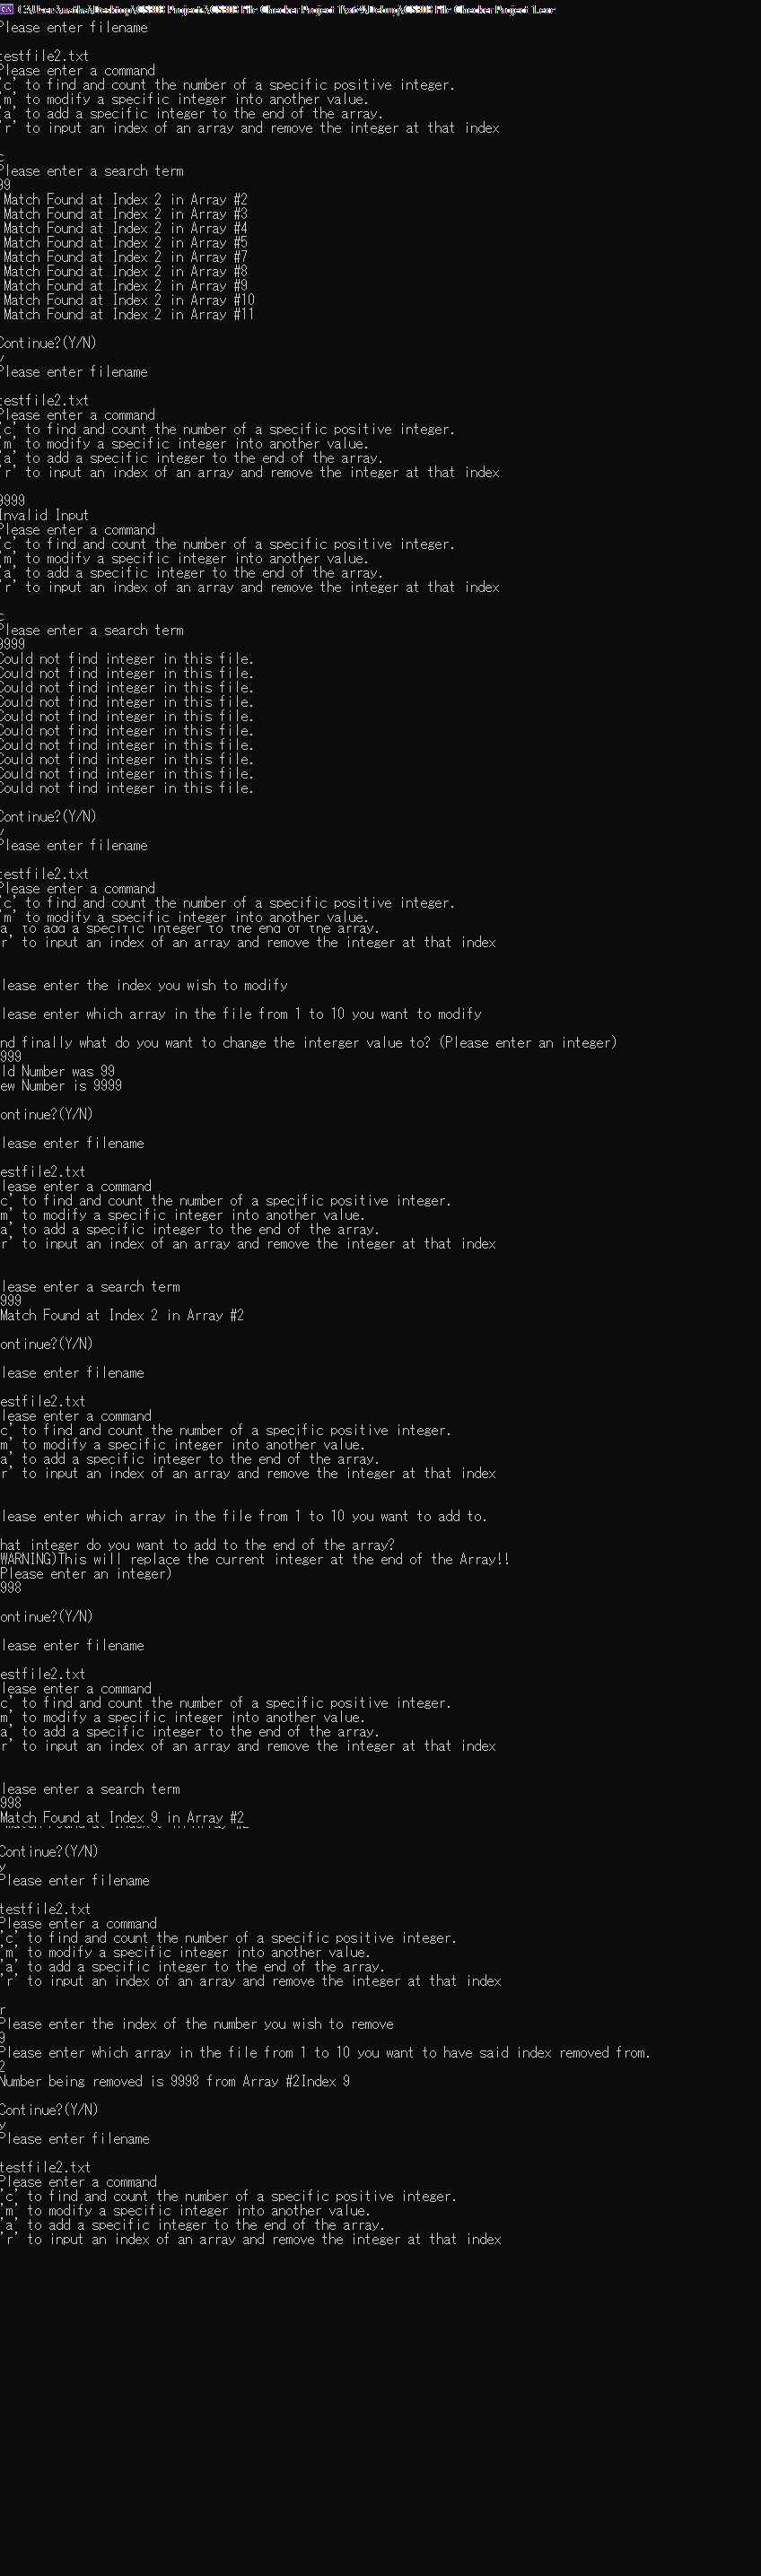 Please enter filename
testfile2.txt
Please enter a command
'c' to find and count the number of a specific positive integer.
'm' to modify a specific integer into another value.
'a' to add a specific integer to the end of the array.
'r' to input an index of an array and remove the integer at that index
c
Please enter a search term
99
Match Found at Index 2 in Array #2
Match Found at Index 2 in Array #3
Match Found at Index 2 in Array #4
Match Found at Index 2 in Array #5
Match Found at Index 2 in Array #7
Match Found at Index 2 in Array #8
Match Found at Index 2 in Array #9
Match Found at Index 2 in Array #10
Match Found at Index 2 in Array #11
Continue?(Y/N)
y
Please enter filename
testfile2.txt
Please enter a command
'c' to find and count the number of a specific positive integer.
'm' to modify a specific integer into another value.
'a' to add a specific integer to the end of the array.
'r' to input an index of an array and remove the integer at that index
9999
Invalid Input
Please enter a command
'c' to find and count the number of a specific positive integer.
'm' to modify a specific integer into another value.
'a' to add a specific integer to the end of the array.
'r' to input an index of an array and remove the integer at that index
c
Please enter a search term
9999
Could not find integer in this file.
Could not find integer in this file.
Could not find integer in this file.
Could not find integer in this file.
Could not find integer in this file.
Could not find integer in this file.
Could not find integer in this file.
Could not find integer in this file.
Could not find integer in this file.
Could not find integer in this file.
Continue?(Y/N)
y
Please enter filename
testfile2.txt
Please enter a command
'c' to find and count the number of a specific positive integer.
'm' to modify a specific integer into another value.
a' to add a specific integer to the end of the array.
r' to input an index of an array and remove the integer at that index
lease enter the index you wish to modify
lease enter which array in the file from 1 to 10 you want to modify
nd finally what do you want to change the interger value to? (Please enter an integer)
999
ld Number was 99
ew Number is 9999
ontinue?(Y/N)
lease enter filename
estfile2.txt
lease enter a command
c' to find and count the number of a specific positive integer.
m' to modify a specific integer into another value.
a' to add a specific integer to the end of the array.
r' to input an index of an array and remove the integer at that index
lease enter a search term
999
Match Found at Index 2 in Array #2
ontinue?(Y/N)
lease enter filename
estfile2.txt
lease enter a command
c' to find and count the number of a specific positive integer.
m' to modify a specific integer into another value.
a' to add a specific integer to the end of the array.
r' to input an index of an array and remove the integer at that index
lease enter which array in the file from 1 to 10 you want to add to.
hat integer do you want to add to the end of the array?
WARNING)This will replace the current integer at the end of the Array!!
Please enter an integer)
998
ontinue?(Y/N)
lease enter filename
estfile2.txt
lease enter a command
c' to find and count the number of a specific positive integer.
m' to modify a specific integer into another value.
a' to add a specific integer to the end of the array.
r' to input an index of an array and remove the integer at that index
lease enter a search term
998
Match Found at Index 9 in Array #2
Continue?(Y/N)
y
Please enter filename
testfile2.txt
Please enter a command
'c' to find and count the number of a specific positive integer.
'm' to modify a specific integer into another value.
'a' to add a specific integer to the end of the array.
'r' to input an index of an array and remove the integer at that index
r
Please enter the index of the number you wish to remove
9
Please enter which array in the file from 1 to 10 you want to have said index removed from.
2
Number being removed is 9998 from Array #2Index 9
Continue?(Y/N)
y
Please enter filename
testfile2.txt
Please enter a command
'c' to find and count the number of a specific positive integer.
'm' to modify a specific integer into another value.
'a' to add a specific integer to the end of the array.
'r' to input an index of an array and remove the integer at that index